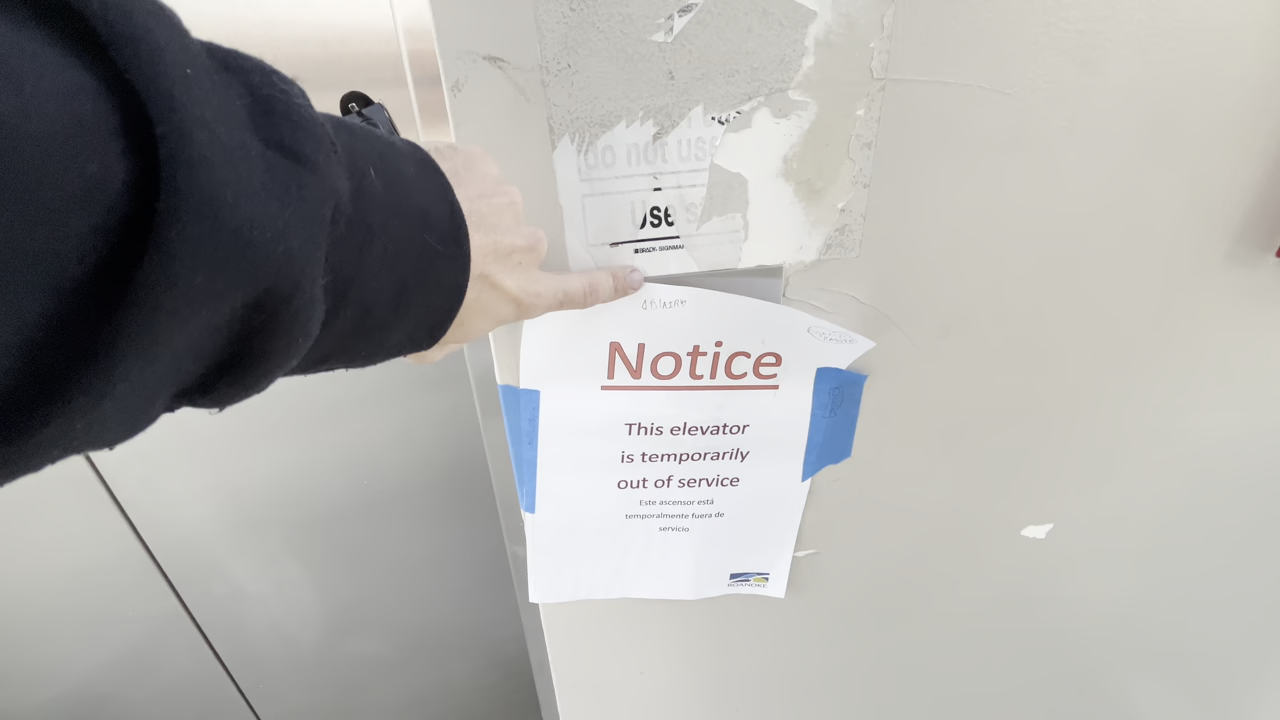 do not use
Use
BRADY SIGNMA
Notice
This elevator
is temporarily
out of service
Este ascensor está
temporalmente fuera de
servicio
ROANOKE